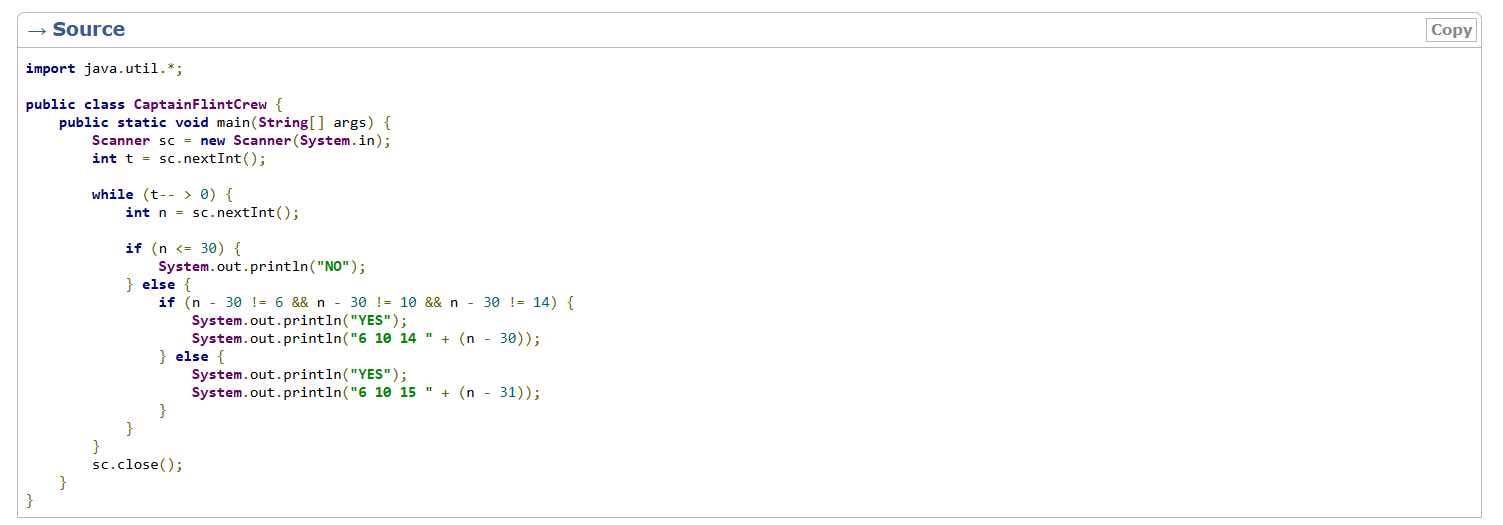 → Source
Copy
import java.util.*;
public class CaptainFlintCrew {
    public static void main(String[] args) {
        Scanner sc = new Scanner(System.in);
        int t = sc.nextInt();
        while (t-- > 0) {
            int n = sc.nextInt();
            if (n <= 30) {
                System.out.println("NO");
            } else {
                if (n - 30 != 6 && n - 30 != 10 && n - 30 != 14) {
                    System.out.println("YES");
                    System.out.println("6 10 14 " + (n - 30));
                } else {
                    System.out.println("YES");
                    System.out.println("6 10 15 " + (n - 31));
                }
            }
        }
        sc.close();
    }
}